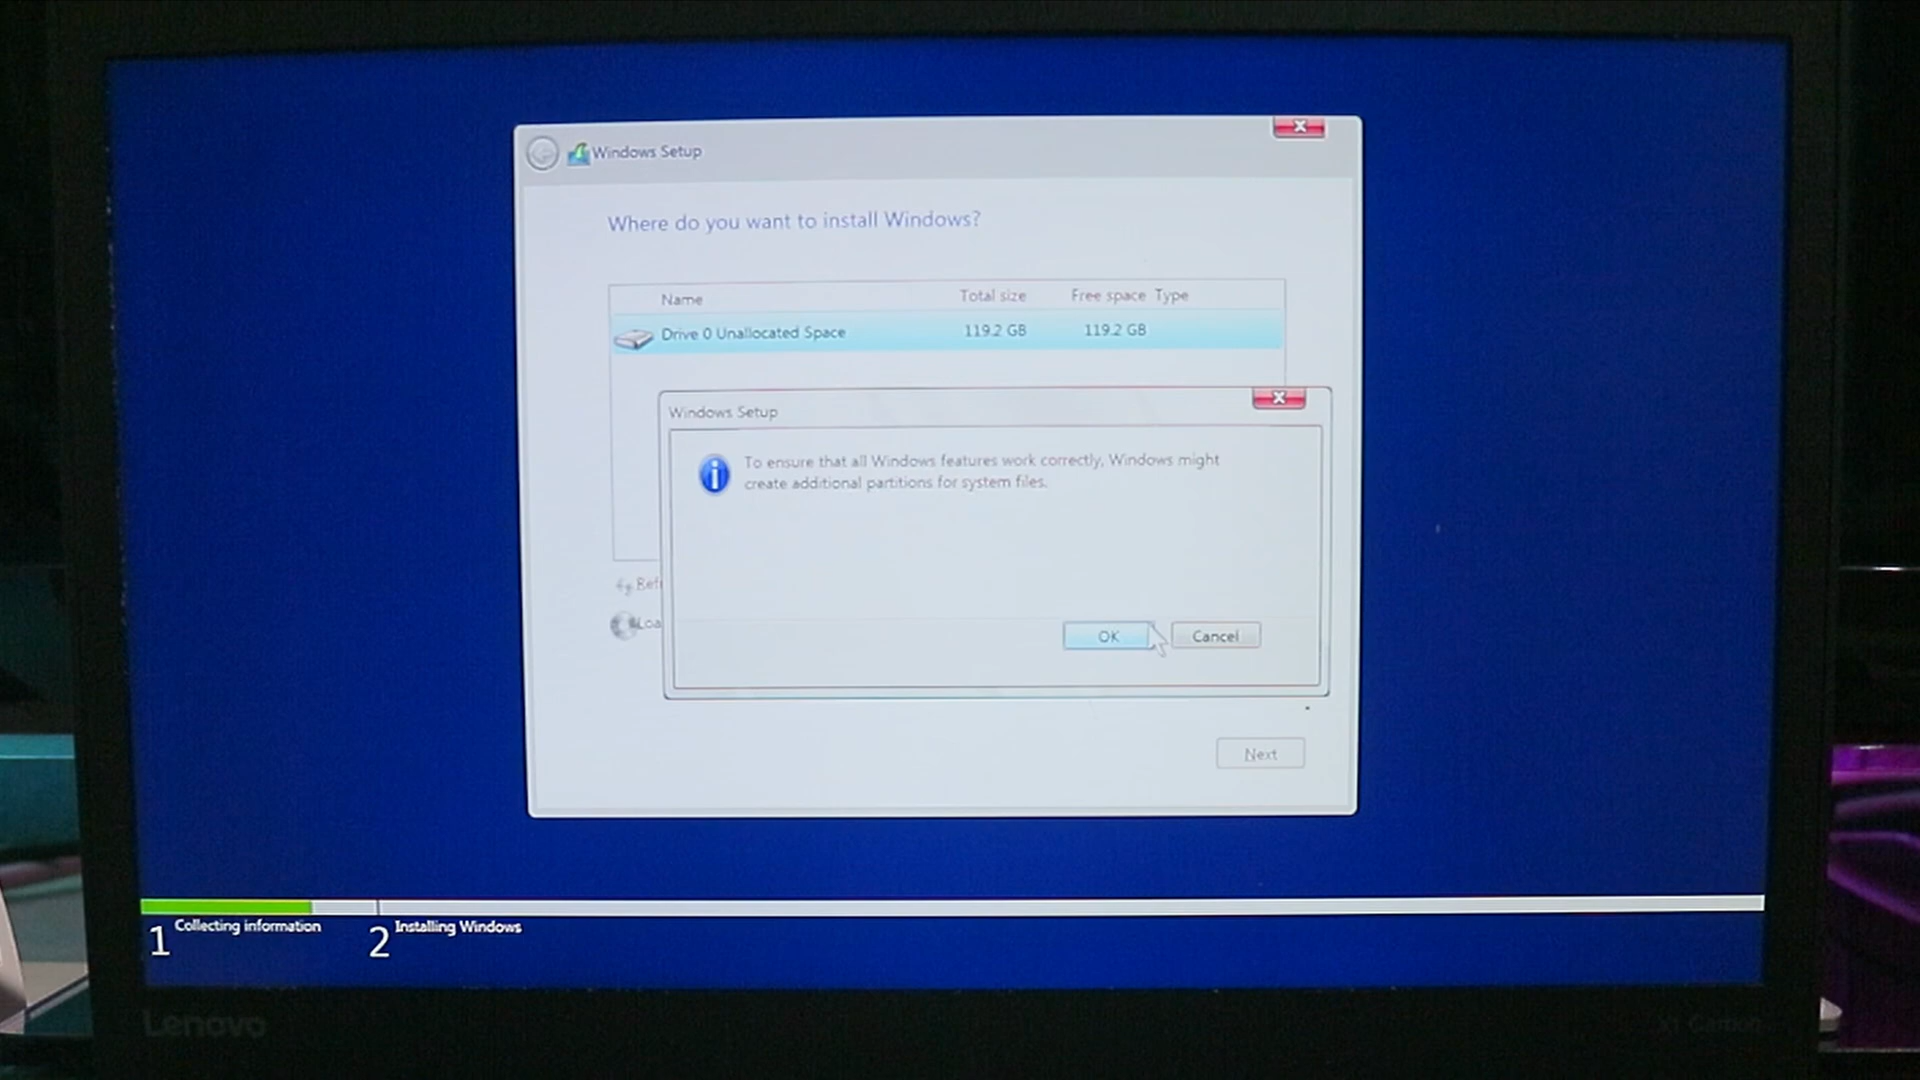 Windows Setup
Where do you want to install Windows?
Name Total size Free space Type
Drive 0 Unallocated Space 119.2 GB 119.2 GB
Windows Setup
To ensure that all Windows features work correctly, Windows might
create additional partitions for system files.
OK Cancel
Next
1 Collecting information 2 Installing Windows
Lenovo X1 Carbon